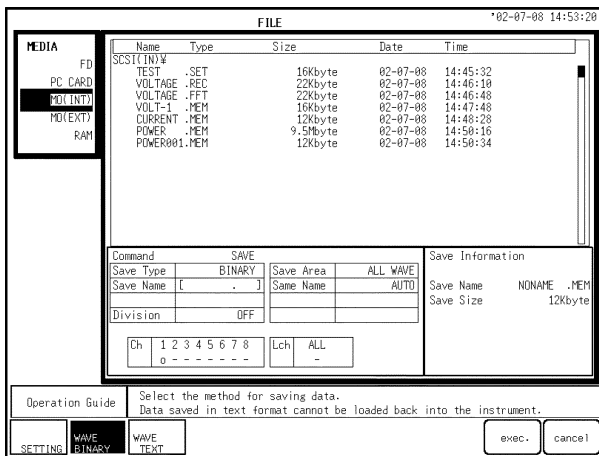 FILE
'02-07-08 14:53:20
MEDIA
FD
PC CARD
MO(INT)
MO(EXT)
RAM
Name Type Size Date Time
SCSI(IN)¥
TEST .SET 16Kbyte 02-07-08 14:45:32
VOLTAGE .REC 22Kbyte 02-07-08 14:46:10
VOLTAGE .FFT 22Kbyte 02-07-08 14:46:48
VOLT-1 .MEM 16Kbyte 02-07-08 14:47:48
CURRENT .MEM 12Kbyte 02-07-08 14:48:28
POWER .MEM 9.5Mbyte 02-07-08 14:50:16
POWER001.MEM 12Kbyte 02-07-08 14:50:34
Command SAVE
Save Type BINARY Save Area ALL WAVE
Save Name [ . ] Same Name AUTO
Division OFF
Ch 1 2 3 4 5 6 7 8 Lch ALL
o - - - - - - - -
Save Information
Save Name NONAME .MEM
Save Size 12Kbyte
Operation Guide
Select the method for saving data.
Data saved in text format cannot be loaded back into the instrument.
SETTING
WAVE
BINARY
WAVE
TEXT
exec.
cancel